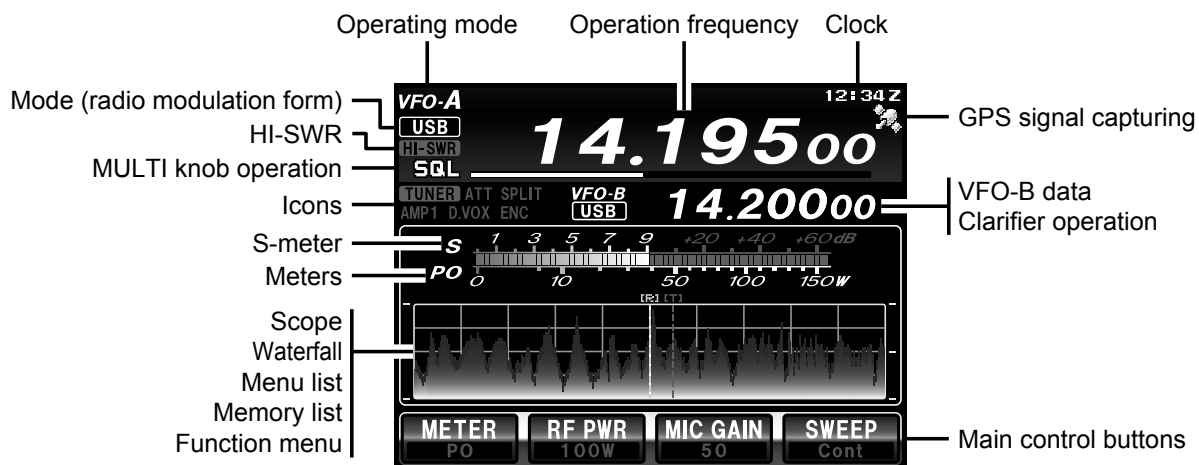 Operating mode
Operation frequency
Clock
Mode (radio modulation form)
HI-SWR
MULTI knob operation
Icons
S-meter
Meters
Scope
Waterfall
Menu list
Memory list
Function menu
VFO-A
12:34Z
USB
HI-SWR
SQL
14.19500
TUNER ATT SPLIT
AMP1 D.VOX ENC
VFO-B
USB
14.20000
S 1 3 5 7 9 +20 +40 +60dB
PO 0 10 50 100 150W
[R] [T]
METER
PO
RF PWR
100W
MIC GAIN
50
SWEEP
Cont
GPS signal capturing
VFO-B data
Clarifier operation
Main control buttons